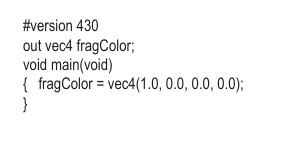 #version 430
out vec4 fragColor;
void main(void)
{   fragColor = vec4(1.0, 0.0, 0.0, 0.0);
}